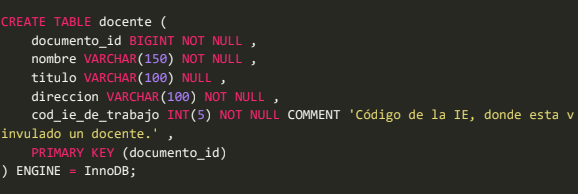 CREATE TABLE docente (
    documento_id BIGINT NOT NULL ,
    nombre VARCHAR(150) NOT NULL ,
    titulo VARCHAR(100) NULL ,
    direccion VARCHAR(100) NOT NULL ,
    cod_ie_de_trabajo INT(5) NOT NULL COMMENT 'Código de la IE, donde esta v
invulado un docente.' ,
    PRIMARY KEY (documento_id)
) ENGINE = InnoDB;